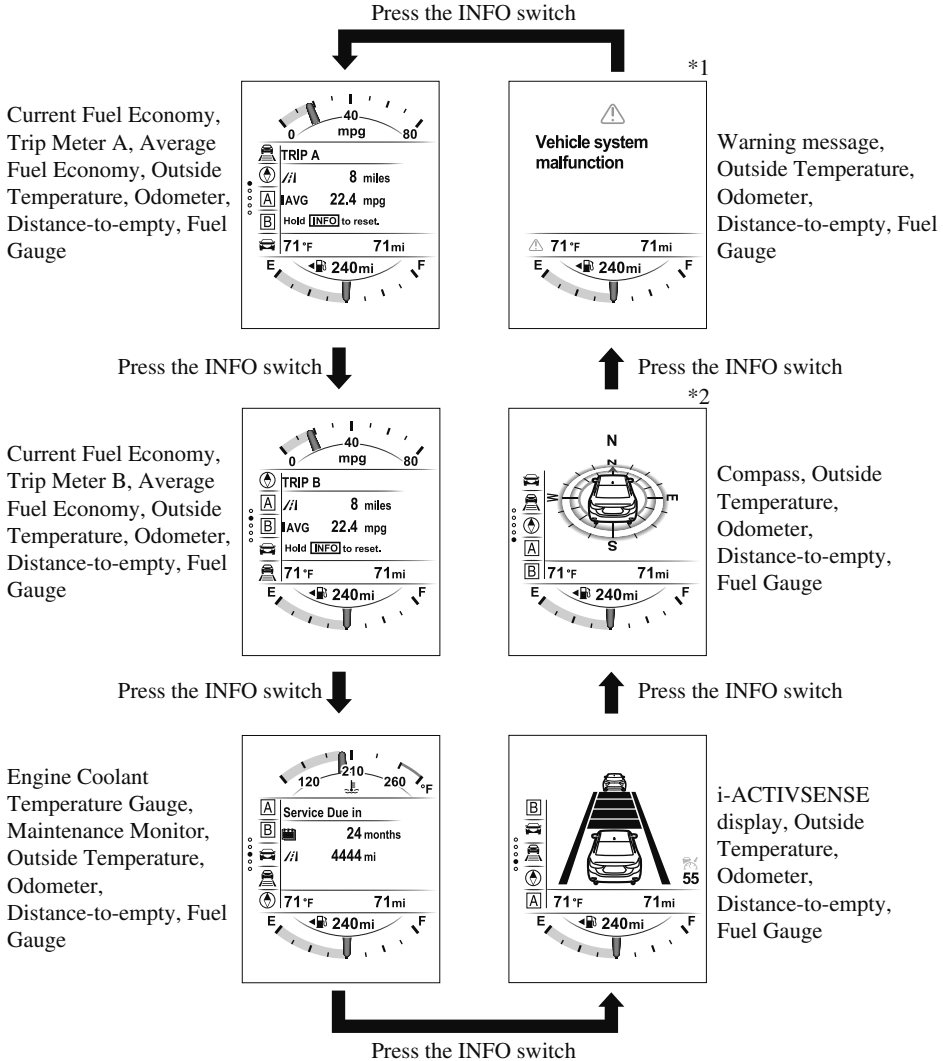 Press the INFO switch
Current Fuel Economy,
Trip Meter A, Average
Fuel Economy, Outside
Temperature, Odometer,
Distance-to-empty, Fuel
Gauge
0 40 80
mpg
TRIP A
8 miles
A
AVG 22.4 mpg
B
Hold INFO to reset.
71°F 71mi
E 240mi F
*1
Vehicle system
malfunction
71°F 71mi
E 240mi F
Warning message,
Outside Temperature,
Odometer,
Distance-to-empty, Fuel
Gauge
Press the INFO switch
Press the INFO switch
Current Fuel Economy,
Trip Meter B, Average
Fuel Economy, Outside
Temperature, Odometer,
Distance-to-empty, Fuel
Gauge
0 40 80
mpg
TRIP B
A
8 miles
B
AVG 22.4 mpg
Hold INFO to reset.
71°F 71mi
E 240mi F
*2
N
N
W E
S
A
B
71°F 71mi
E 240mi F
Compass, Outside
Temperature,
Odometer,
Distance-to-empty,
Fuel Gauge
Press the INFO switch
Press the INFO switch
Engine Coolant
Temperature Gauge,
Maintenance Monitor,
Outside Temperature,
Odometer,
Distance-to-empty, Fuel
Gauge
120 210 260 °F
A
Service Due in
B
24 months
4444 mi
71°F 71mi
E 240mi F
B
55
A
71°F 71mi
E 240mi F
i-ACTIVSENSE
display, Outside
Temperature,
Odometer,
Distance-to-empty,
Fuel Gauge
Press the INFO switch